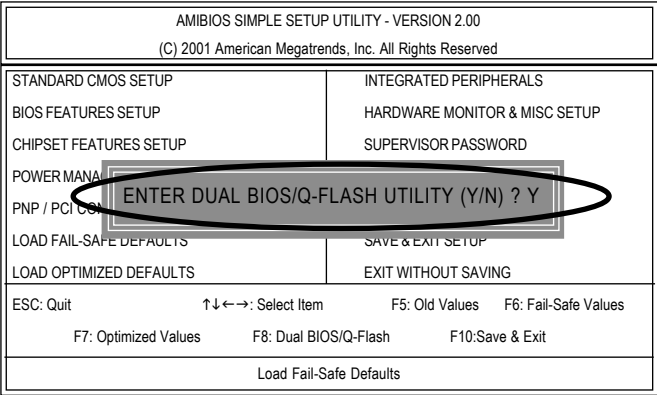 AMIBIOS SIMPLE SETUP UTILITY - VERSION 2.00
(C) 2001 American Megatrends, Inc. All Rights Reserved
STANDARD CMOS SETUP
INTEGRATED PERIPHERALS
BIOS FEATURES SETUP
HARDWARE MONITOR & MISC SETUP
CHIPSET FEATURES SETUP
SUPERVISOR PASSWORD
POWER
ENTER DUAL BIOS/Q-FLASH UTILITY (Y/N) ? Y
PNP / PCI
LOAD FAIL-SAFE DEFAULTS
SAVE & EXIT SETUP
LOAD OPTIMIZED DEFAULTS
EXIT WITHOUT SAVING
ESC: Quit ↑↓←→: Select Item F5: Old Values F6: Fail-Safe Values
F7: Optimized Values F8: Dual BIOS/Q-Flash F10:Save & Exit
Load Fail-Safe Defaults